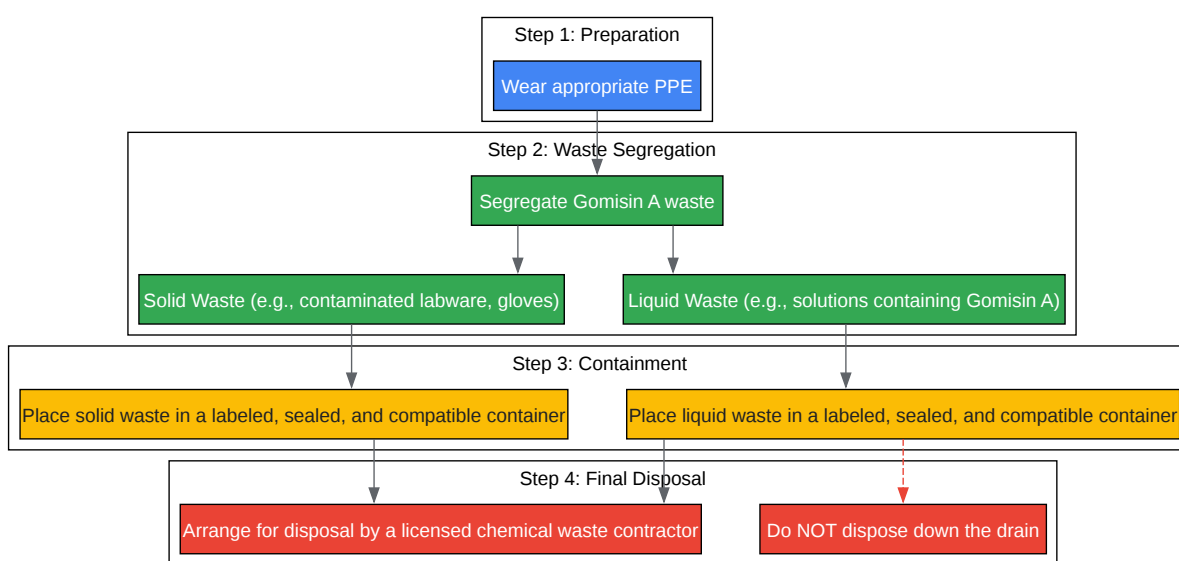 Step 1: Preparation
Wear appropriate PPE
Step 2: Waste Segregation
Segregate Gomisin A waste
Solid Waste (e.g., contaminated labware, gloves)
Liquid Waste (e.g., solutions containing Gomisin A)
Step 3: Containment
Place solid waste in a labeled, sealed, and compatible container
Place liquid waste in a labeled, sealed, and compatible container
Step 4: Final Disposal
Arrange for disposal by a licensed chemical waste contractor
Do NOT dispose down the drain